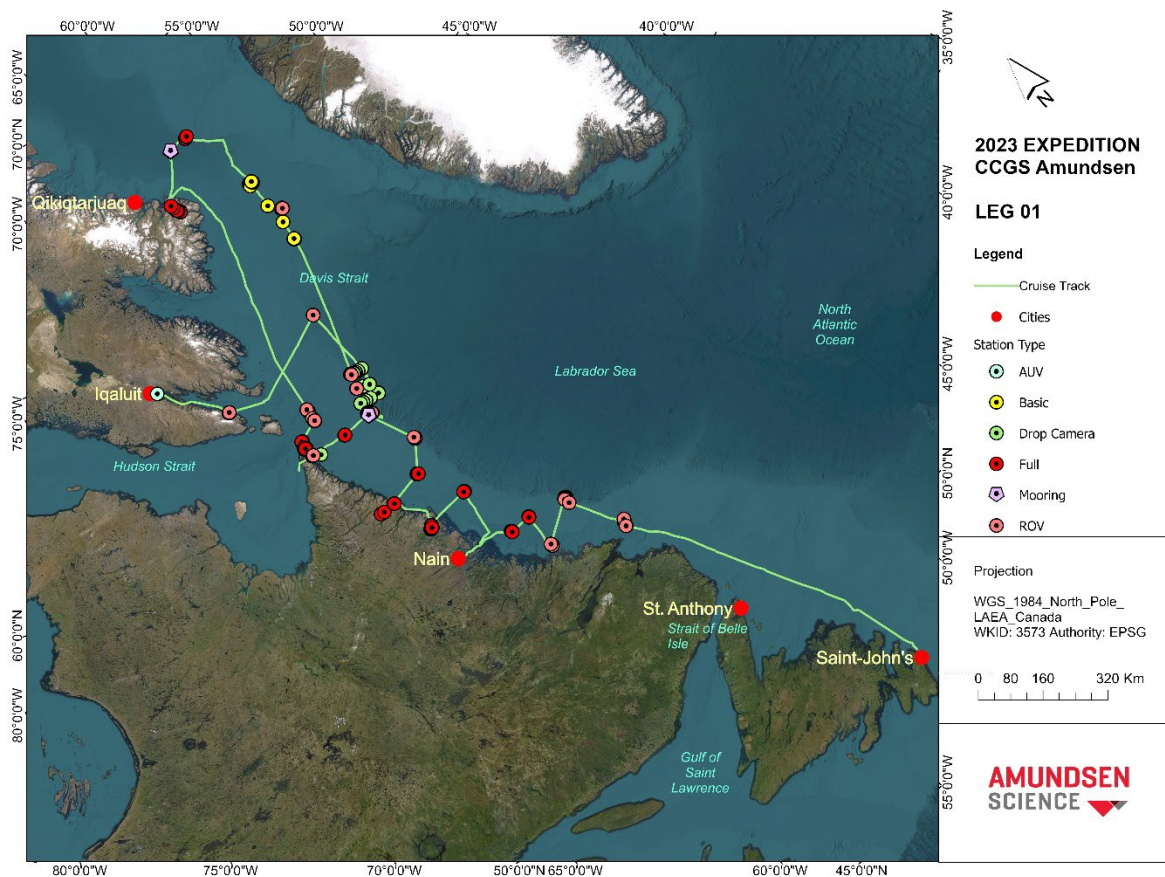 60°0'0"W
55°0'0"W
50°0'0"W
45°0'0"W
40°0'0"W
35°0'0"W
65°0'0"W
70°0'0"N
70°0'0"W
75°0'0"W
60°0'0"N
80°0'0"W
40°0'0"W
45°0'0"W
50°0'0"N
50°0'0"W
55°0'0"W
80°0'0"W
75°0'0"W
70°0'0"W
65°0'0"W
60°0'0"W
45°0'0"N
Qikiqtarjuaq
Davis Strait
North
Atlantic
Ocean
Labrador Sea
Iqaluit
Hudson Strait
Nain
St. Anthony
Strait of Belle
Isle
Saint-John's
Gulf of
Saint
Lawrence
N
2023 EXPEDITION
CCGS Amundsen
LEG 01
Legend
Cruise Track
Cities
Station Type
AUV
Basic
Drop Camera
Full
Mooring
ROV
Projection
WGS_1984_North_Pole_
LAEA_Canada
WKID: 3573 Authority: EPSG
0 80 160 320 Km
AMUNDSEN
SCIENCE